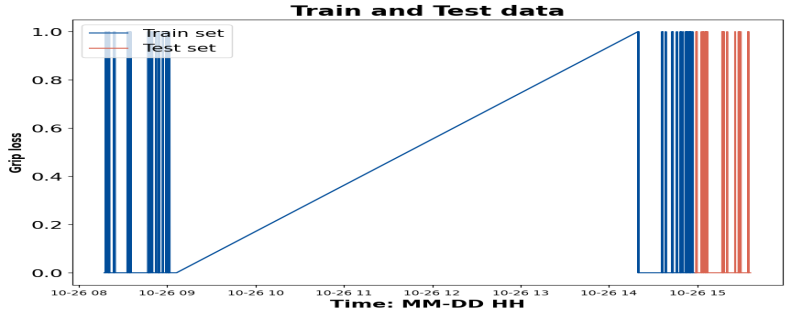 Train and Test data
Train set
Test set
1.0
0.8
0.6
0.4
0.2
0.0
Grip loss
10-26 08 10-26 09 10-26 10 10-26 11 10-26 12 10-26 13 10-26 14 10-26 15
Time: MM-DD HH